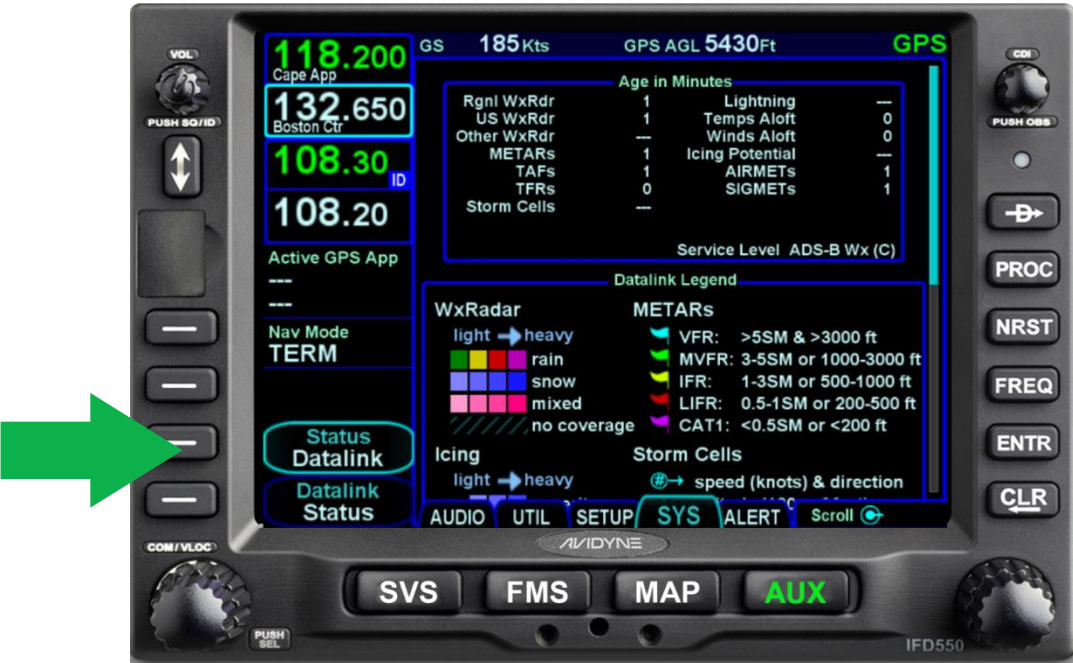 VOL
PUSH SQ/ID
118.200
Cape App
132.650
Boston Ctr
108.30
ID
108.20
Active GPS App
---
---
Nav Mode
TERM
Status
Datalink
Datalink
Status
GS 185Kts GPS AGL 5430Ft GPS
Age in Minutes
Rgnl WxRdr 1 Lightning ---
US WxRdr 1 Temps Aloft 0
Other WxRdr --- Winds Aloft 0
METARs 1 Icing Potential ---
TAFs 1 AIRMETs 1
TFRs 0 SIGMETs 1
Storm Cells ---
Service Level ADS-B Wx (C)
Datalink Legend
WxRadar
light heavy
rain
snow
mixed
no coverage
Icing
light heavy
METARs
VFR: >5SM & >3000 ft
MVFR: 3-5SM or 1000-3000 ft
IFR: 1-3SM or 500-1000 ft
LIFR: 0.5-1SM or 200-500 ft
CAT1: <0.5SM or <200 ft
Storm Cells
# speed (knots) & direction
AUDIO UTIL SETUP SYS ALERT Scroll
CDI
PUSH OBS
D
PROC
NRST
FREQ
ENTR
CLR
COM/VLOC
AVIDYNE
SVS FMS MAP AUX
PUSH
SEL
IFD550